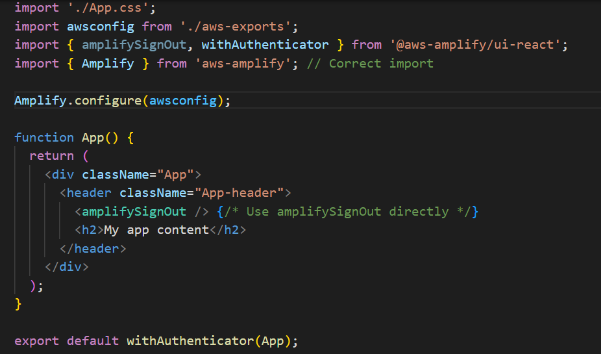 import './App.css';
import awsconfig from './aws-exports';
import { amplifySignOut, withAuthenticator } from '@aws-amplify/ui-react';
import { Amplify } from 'aws-amplify'; // Correct import

Amplify.configure(awsconfig);

function App() {
  return (
    <div className="App">
      <header className="App-header">
        <amplifySignOut /> {/* Use amplifySignOut directly */}
        <h2>My app content</h2>
      </header>
    </div>
  );
}

export default withAuthenticator(App);